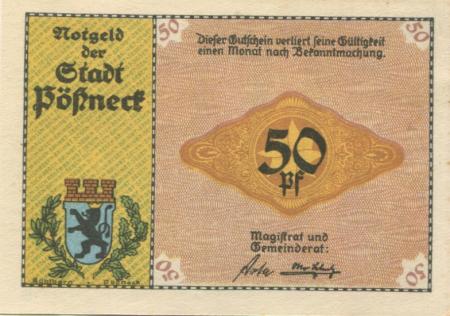 Notgeld
der
Stadt
Pößneck
50
50
Dieser Gutschein verliert seine Gültigkeit
einen Monat nach Bekanntmachung.
50
Pf
Magistrat und
Gemeinderat:
50
50